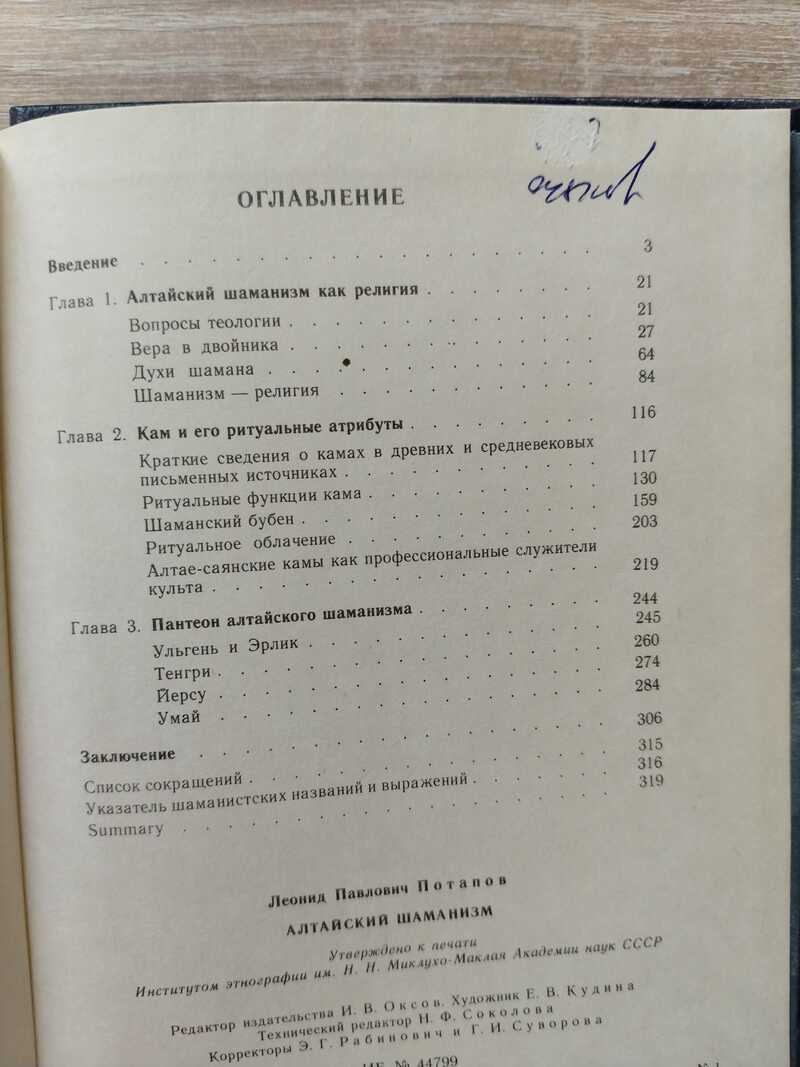 ОГЛАВЛЕНИЕ
Введение . . . . . . . . . . . . . . . . . . 3
Глава 1. Алтайский шаманизм как религия . . . . . . . . 21
Вопросы теологии . . . . . . . . . . . . . 21
Вера в двойника . . . . . . . . . . . . . 27
Духи шамана . . . . . . . . . . . . . . 64
Шаманизм — религия . . . . . . . . . . . 84
Глава 2. Кам и его ритуальные атрибуты . . . . . . . . 116
Краткие сведения о камах в древних и средневековых
письменных источниках . . . . . . . . . . . 117
Ритуальные функции кама . . . . . . . . . . 130
Шаманский бубен . . . . . . . . . . . . . 159
Ритуальное облачение . . . . . . . . . . . 203
Алтае-саянские камы как профессиональные служители
культа . . . . . . . . . . . . . . . . 219
Глава 3. Пантеон алтайского шаманизма . . . . . . . . 244
Ульгень и Эрлик . . . . . . . . . . . . . 245
Тенгри . . . . . . . . . . . . . . . . 260
Йерсу . . . . . . . . . . . . . . . . 274
Умай . . . . . . . . . . . . . . . . 284
Заключение . . . . . . . . . . . . . . . . 306
Список сокращений . . . . . . . . . . . . . . 315
Указатель шаманистских названий и выражений . . . . . . 316
Summary . . . . . . . . . . . . . . . . . 319
Леонид Павлович Потапов
АЛТАЙСКИЙ ШАМАНИЗМ
Утверждено к печати
Институтом этнографии им. Н. Н. Миклухо-Маклая Академии наук СССР
Редактор издательства И. В. Оксов. Художник Е. В. Кудина
Технический редактор Н. Ф. Соколова
Корректоры Э. Г. Рабинович и Г. И. Суворова
№ 44799